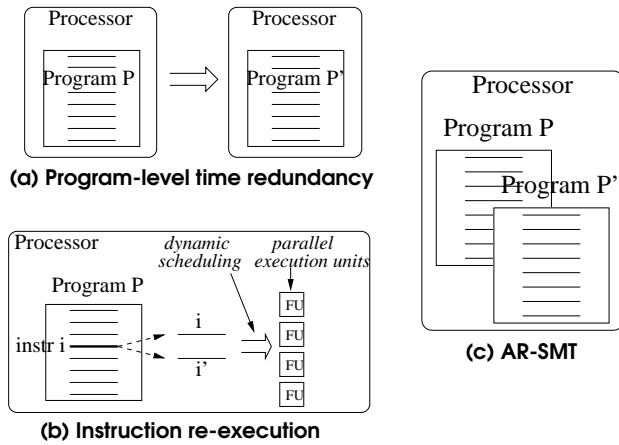 Processor
Program P
Processor
Program P'
(a) Program-level time redundancy
Processor
Program P
instr i
i
i'
dynamic
scheduling
parallel
execution units
FU
FU
FU
FU
(b) Instruction re-execution
Processor
Program P
Program P'
(c) AR-SMT